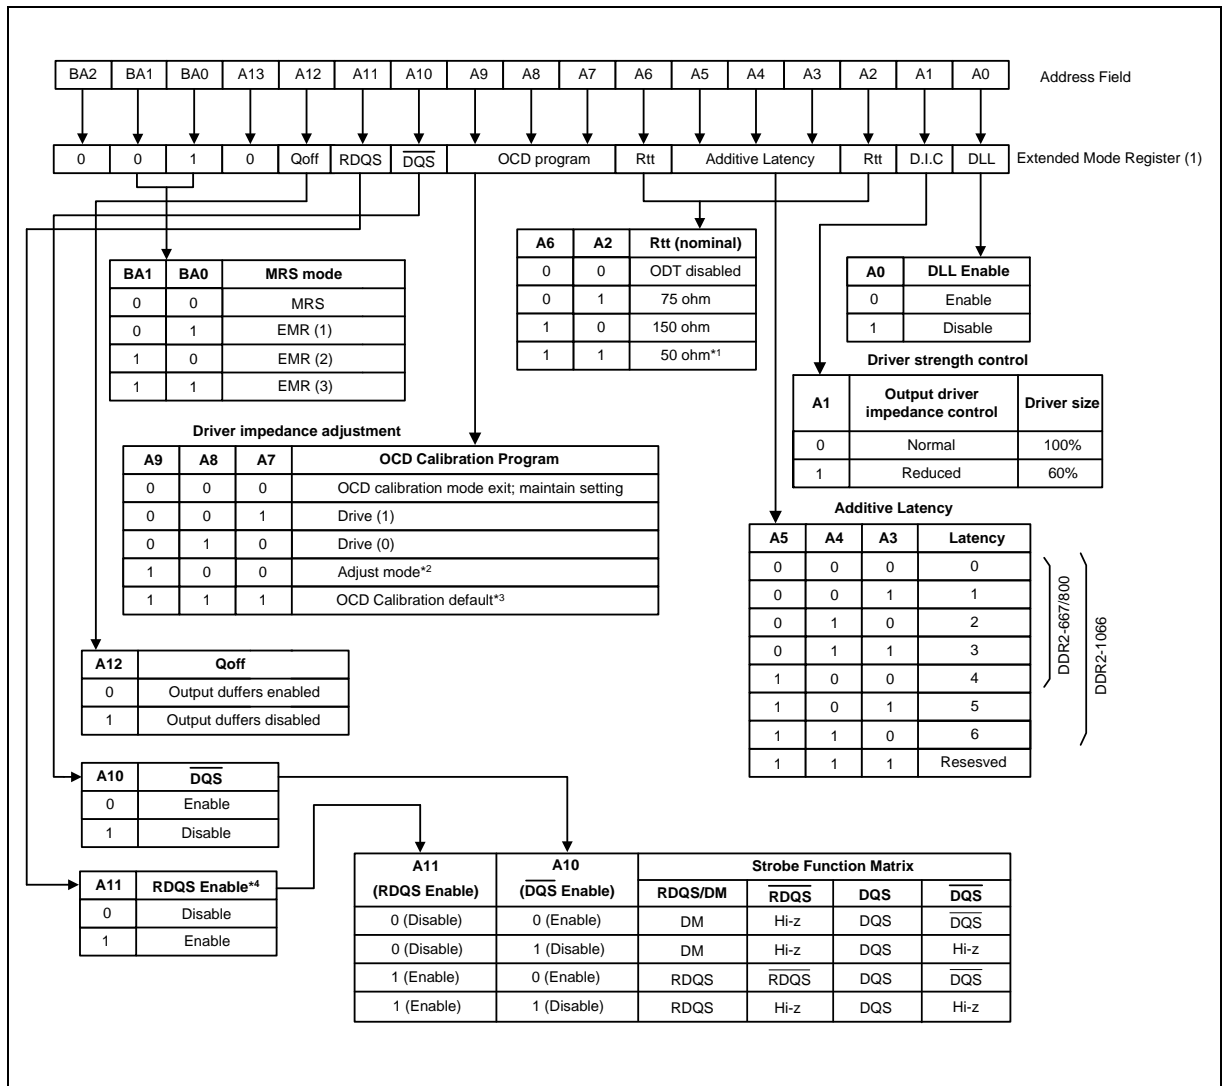 BA2 BA1 BA0 A13 A12 A11 A10 A9 A8 A7 A6 A5 A4 A3 A2 A1 A0 Address Field
0 0 1 0 Qoff RDQS D̅Q̅S̅ OCD program Rtt Additive Latency Rtt D.I.C DLL Extended Mode Register (1)
BA1 BA0 MRS mode
0 0 MRS
0 1 EMR (1)
1 0 EMR (2)
1 1 EMR (3)
A6 A2 Rtt (nominal)
0 0 ODT disabled
0 1 75 ohm
1 0 150 ohm
1 1 50 ohm*1
A0 DLL Enable
0 Enable
1 Disable
Driver strength control
A1 Output driver impedance control Driver size
0 Normal 100%
1 Reduced 60%
Driver impedance adjustment
A9 A8 A7 OCD Calibration Program
0 0 0 OCD calibration mode exit; maintain setting
0 0 1 Drive (1)
0 1 0 Drive (0)
1 0 0 Adjust mode*2
1 1 1 OCD Calibration default*3
Additive Latency
A5 A4 A3 Latency
0 0 0 0
0 0 1 1
0 1 0 2
0 1 1 3
1 0 0 4
1 0 1 5
1 1 0 6
1 1 1 Resesved
DDR2-667/800
DDR2-1066
A12 Qoff
0 Output duffers enabled
1 Output duffers disabled
A10 D̅Q̅S̅
0 Enable
1 Disable
A11 RDQS Enable*4
0 Disable
1 Enable
A11 A10 Strobe Function Matrix
(RDQS Enable) (D̅Q̅S̅ Enable) RDQS/DM R̅D̅Q̅S̅ DQS D̅Q̅S̅
0 (Disable) 0 (Enable) DM Hi-z DQS D̅Q̅S̅
0 (Disable) 1 (Disable) DM Hi-z DQS Hi-z
1 (Enable) 0 (Enable) RDQS R̅D̅Q̅S̅ DQS D̅Q̅S̅
1 (Enable) 1 (Disable) RDQS Hi-z DQS Hi-z